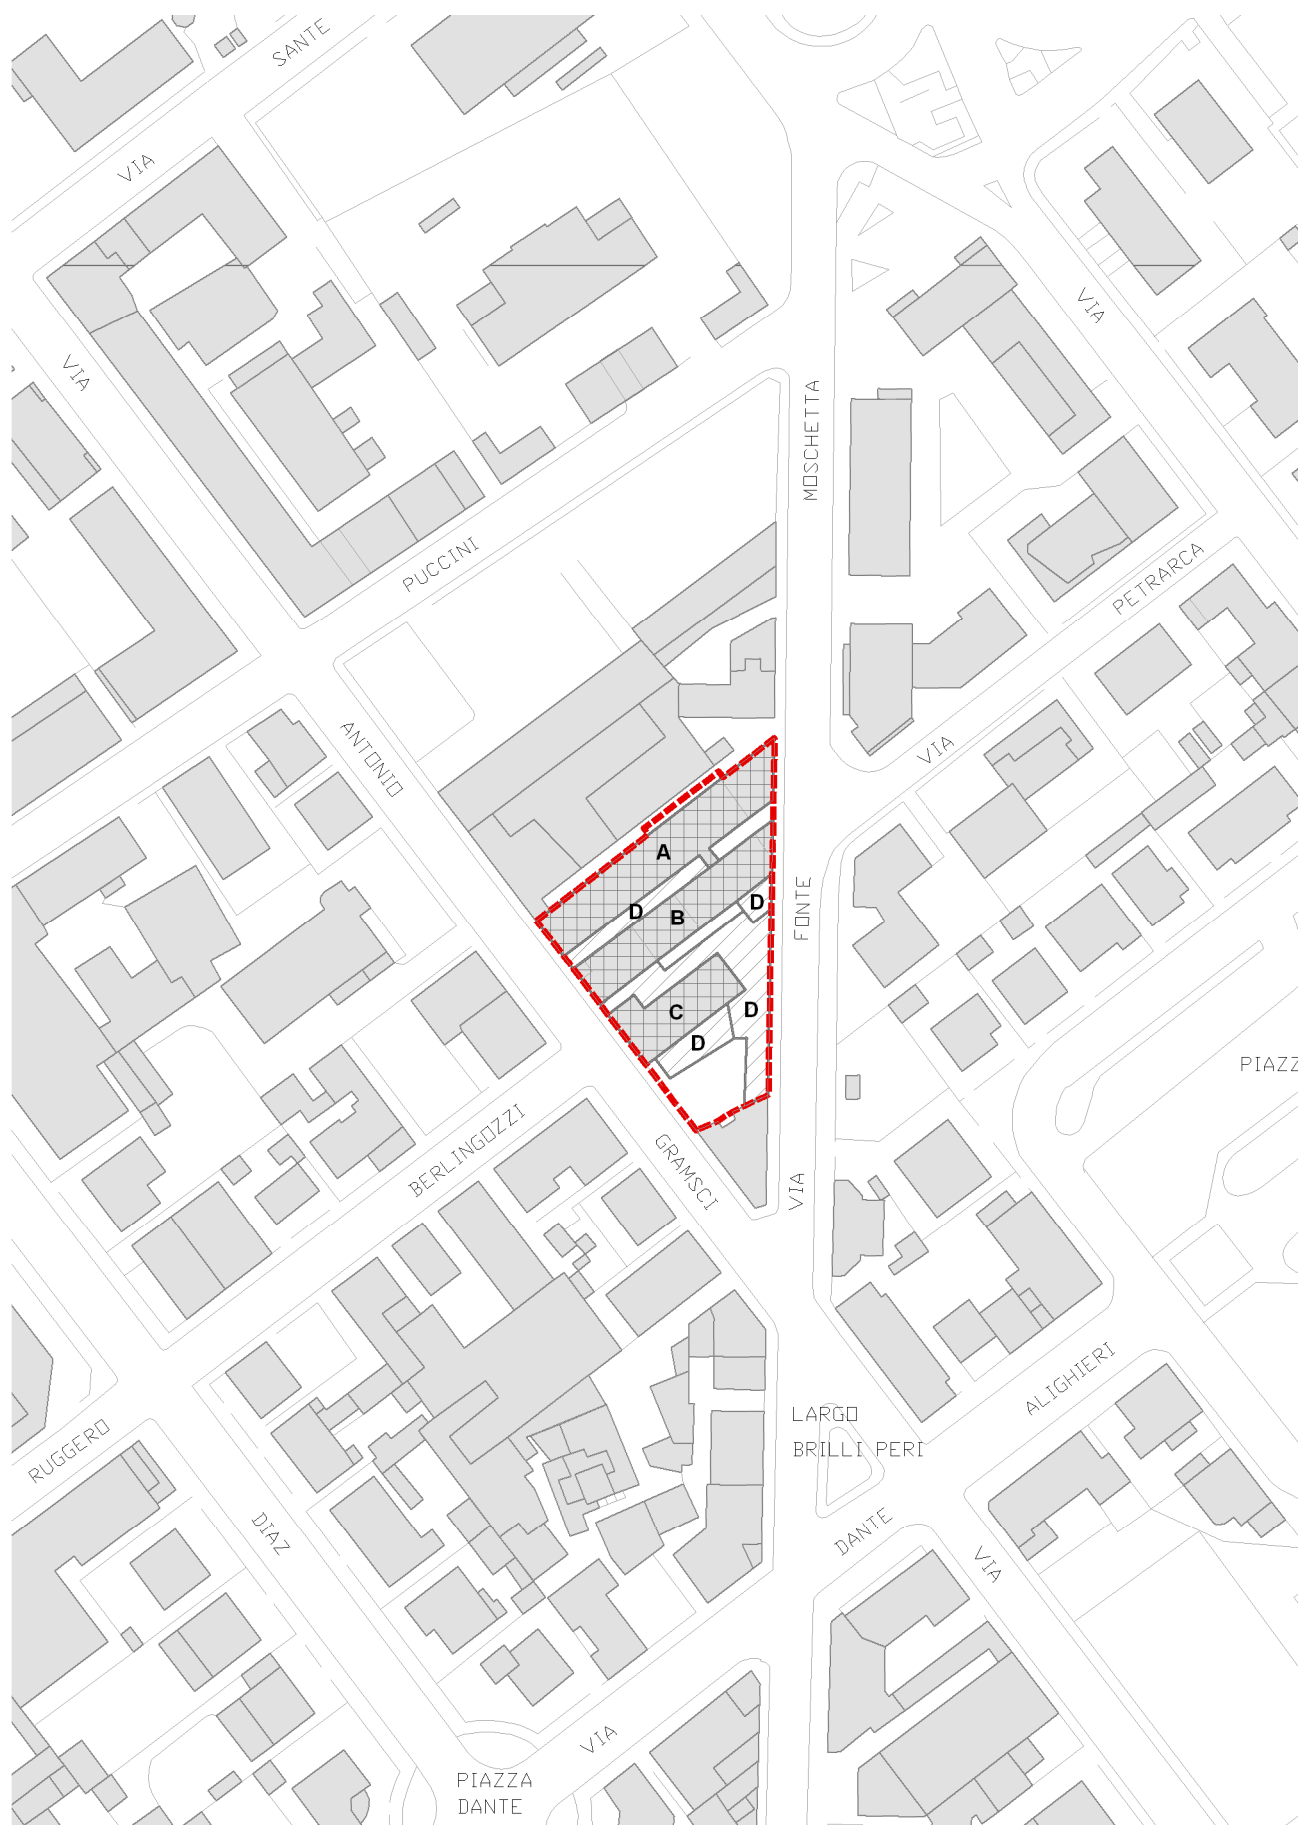 SANTE
VIA
VIA
VIA
MOSCHETTA
PUCCINI
PETRARCA
ANTONIO
VIA
A
D
B
D
FONTE
C
D
D
PIAZZ
BERLINGOZZI
GRAMSCI
VIA
ALIGHIERI
LARGO
BRILLI PERI
RUGGERO
DIAZ
DANTE
VIA
VIA
PIAZZA
DANTE